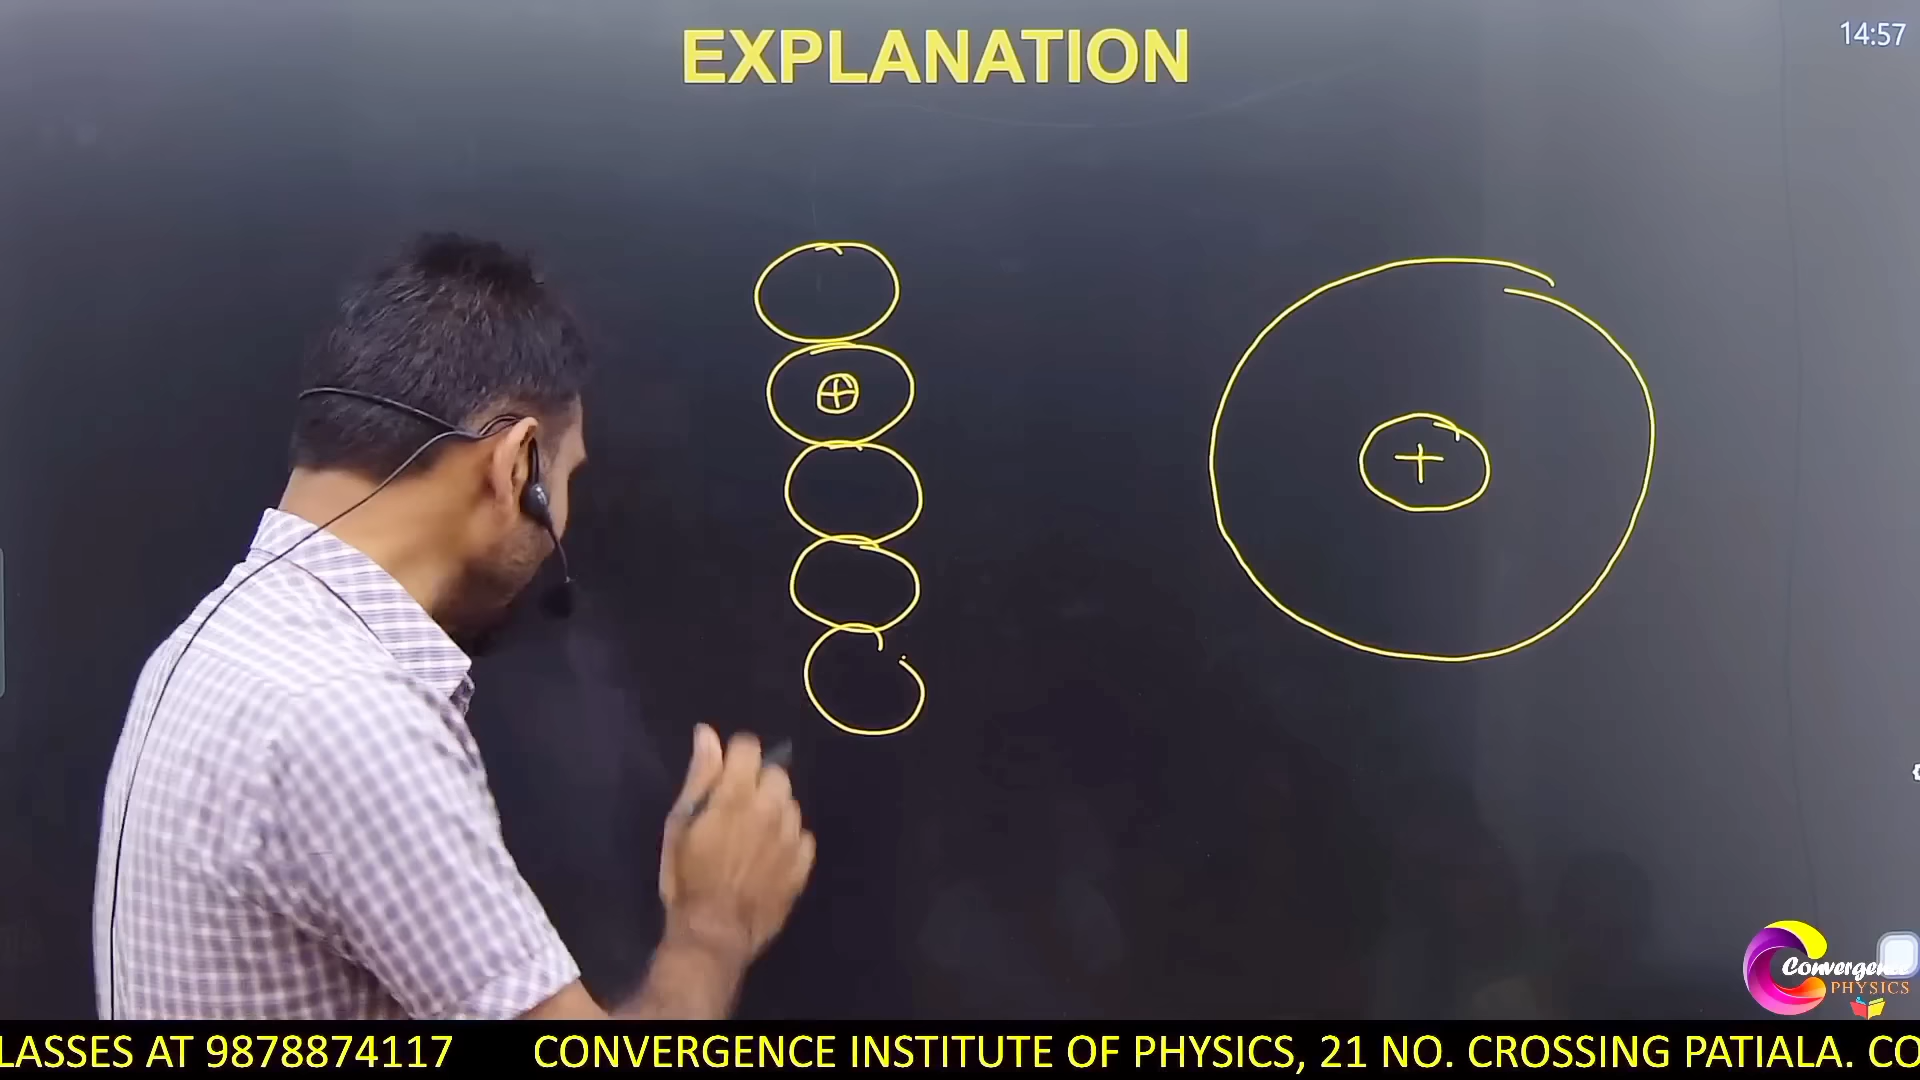 EXPLANATION
14:57
+
+
Convergence
PHYSICS
LASSES AT 9878874117 CONVERGENCE INSTITUTE OF PHYSICS, 21 NO. CROSSING PATIALA. CO